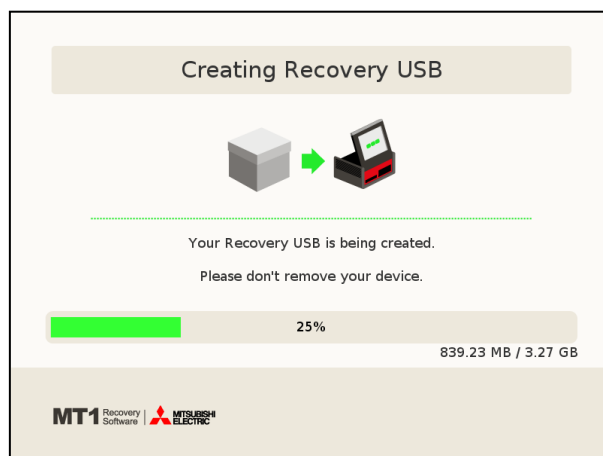 Creating Recovery USB
Your Recovery USB is being created.
Please don't remove your device.
25%
839.23 MB / 3.27 GB
MT1 Recovery Software | MITSUBISHI ELECTRIC